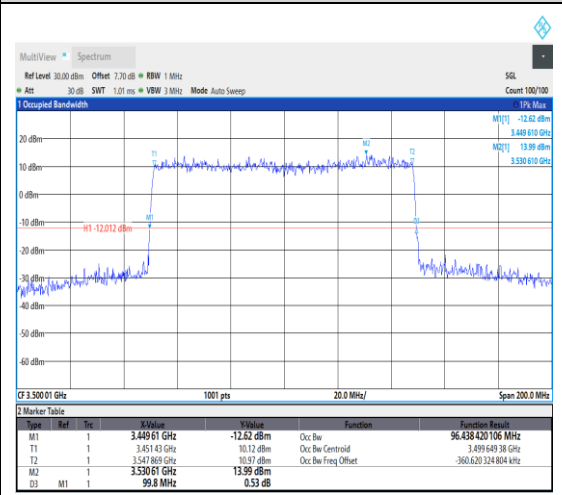 MultiView Spectrum
Ref Level 30.00 dBm Offset 7.70 dB RBW 1 MHz SGL
Att 30 dB SWT 1.01 ms VBW 3 MHz Mode Auto Sweep Count 100/100
1 Occupied Bandwidth 1Pk Max
M1[1] -12.62 dBm
3.449 610 GHz
M2[1] 13.99 dBm
3.530 610 GHz
20 dBm
M2
T1
T2
10 dBm
0 dBm
-10 dBm
M1
D3
H1 -12.012 dBm
-20 dBm
-30 dBm
-40 dBm
-50 dBm
-60 dBm
CF 3.500 01 GHz 1001 pts 20.0 MHz/ Span 200.0 MHz
2 Marker Table
Type Ref Trc X-Value Y-Value Function Function Result
M1 1 3.449 61 GHz -12.62 dBm Occ Bw 96.438 420 106 MHz
T1 1 3.451 43 GHz 10.12 dBm Occ Bw Centroid 3.499 649 38 GHz
T2 1 3.547 869 GHz 10.97 dBm Occ Bw Freq Offset -360.620 324 804 kHz
M2 1 3.530 61 GHz 13.99 dBm
D3 M1 1 99.8 MHz 0.53 dB